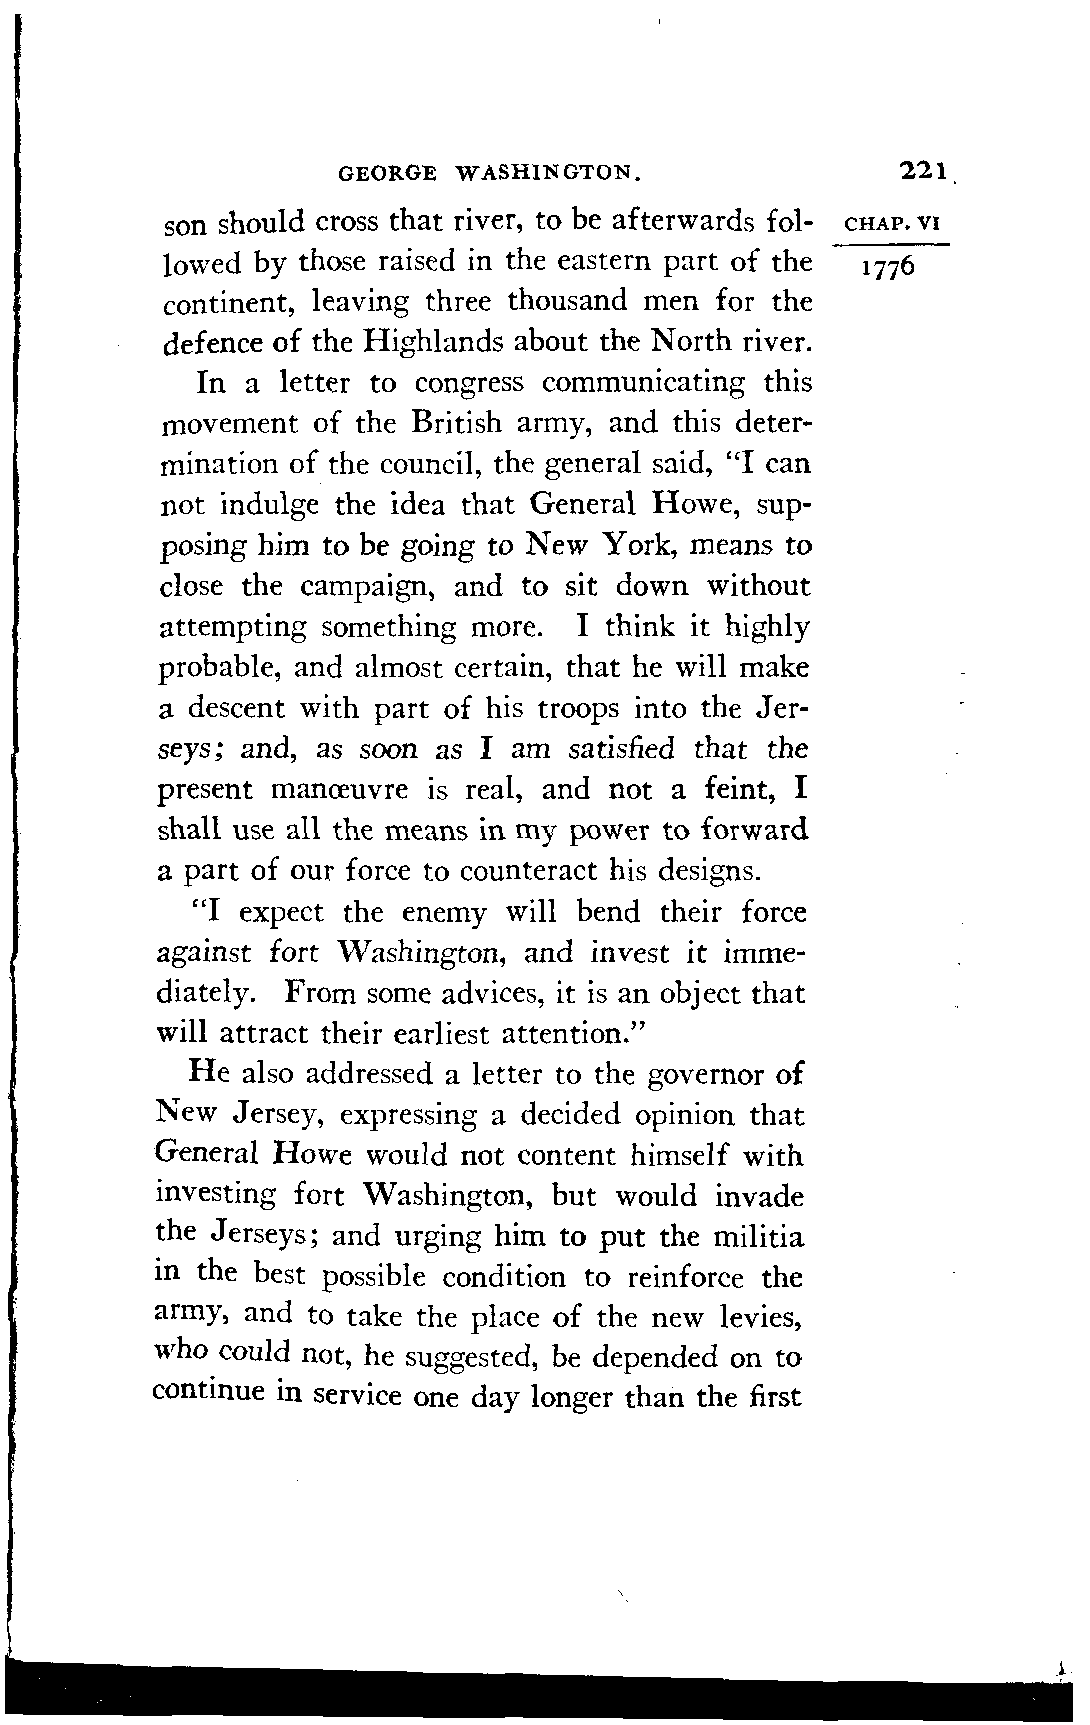 GEORGE WASHINGTON. 221
son should cross that river, to be afterwards fol-
CHAP. VI
lowed by those raised in the eastern part of the
1776
continent, leaving three thousand men for the
defence of the Highlands about the North river.
In a letter to congress communicating this
movement of the British army, and this deter-
mination of the council, the general said, “I can
not indulge the idea that General Howe, sup-
posing him to be going to New York, means to
close the campaign, and to sit down without
attempting something more. I think it highly
probable, and almost certain, that he will make
a descent with part of his troops into the Jer-
seys; and, as soon as I am satisfied that the
present manœuvre is real, and not a feint, I
shall use all the means in my power to forward
a part of our force to counteract his designs.
“I expect the enemy will bend their force
against fort Washington, and invest it imme-
diately. From some advices, it is an object that
will attract their earliest attention.”
He also addressed a letter to the governor of
New Jersey, expressing a decided opinion that
General Howe would not content himself with
investing fort Washington, but would invade
the Jerseys; and urging him to put the militia
in the best possible condition to reinforce the
army, and to take the place of the new levies,
who could not, he suggested, be depended on to
continue in service one day longer than the first